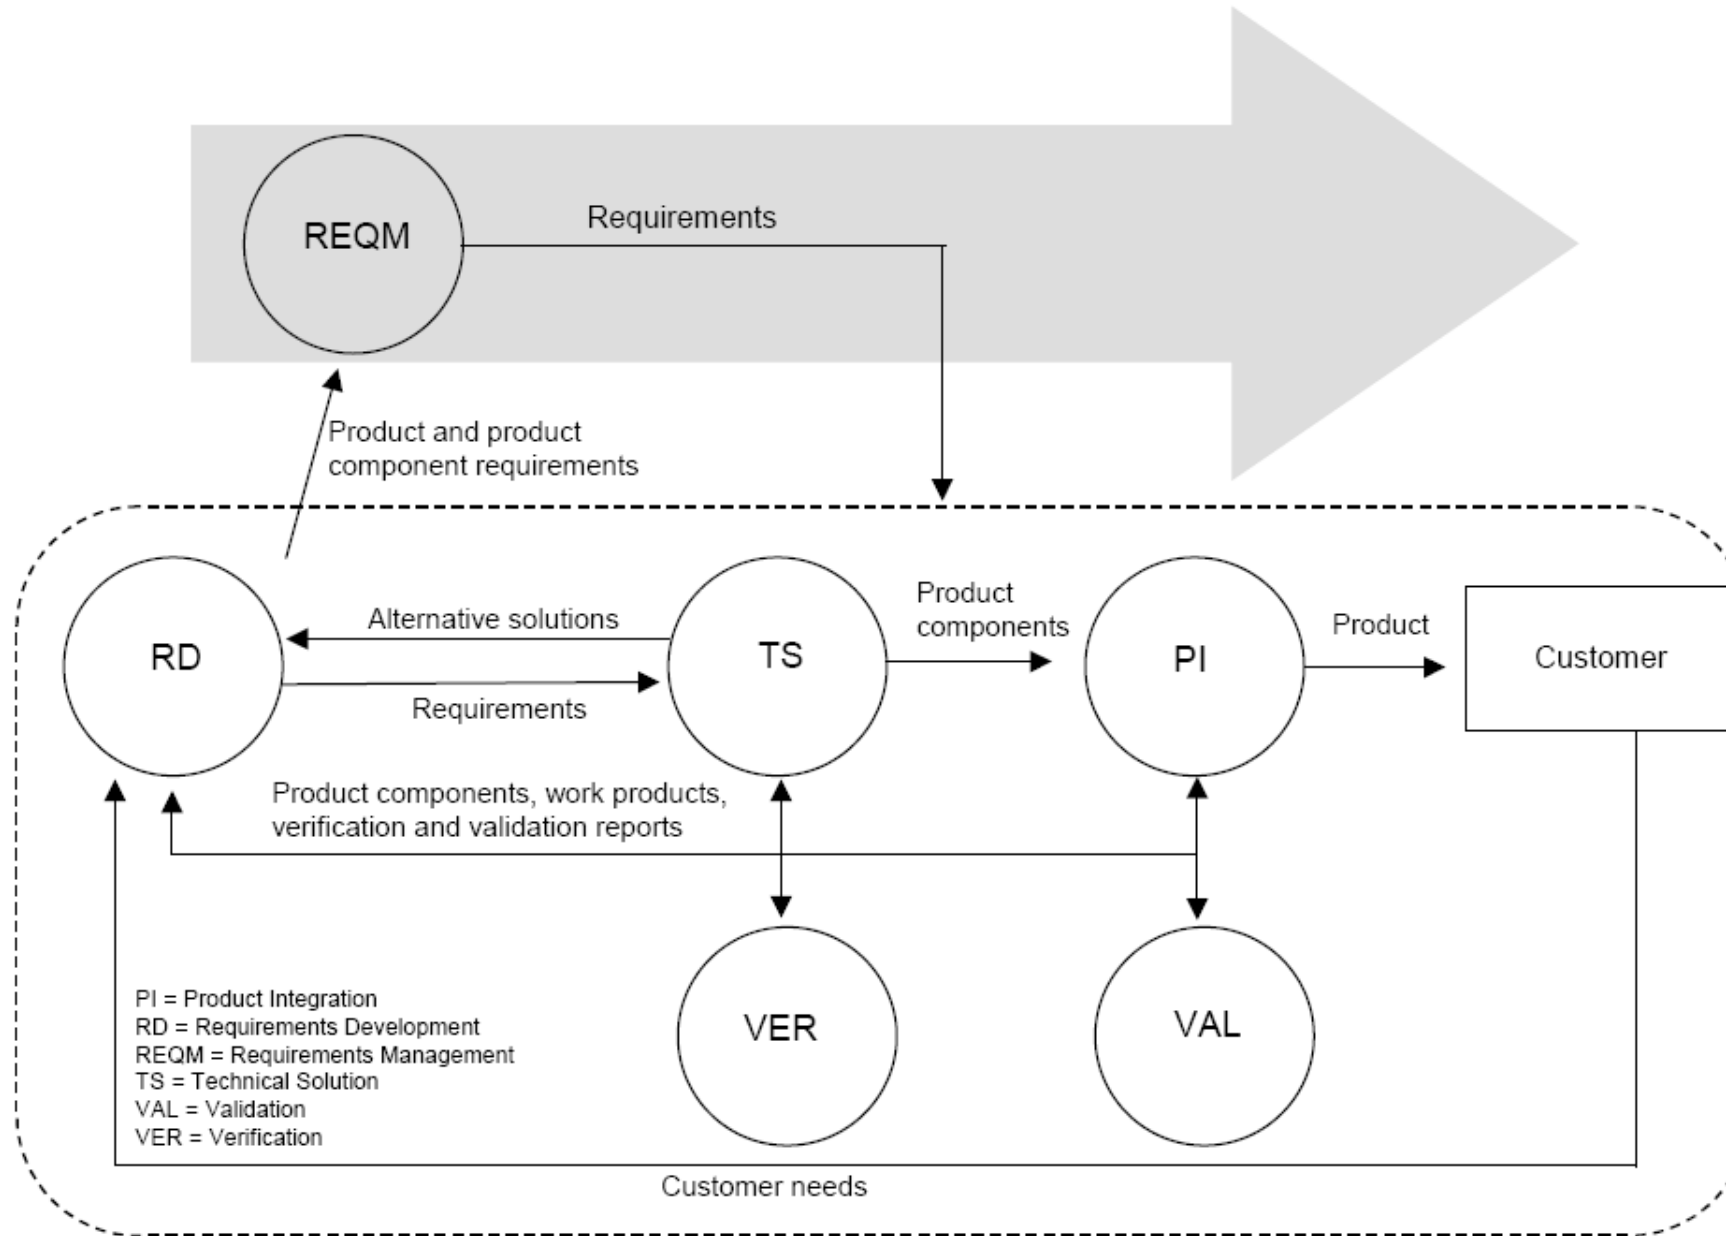 REQM
Requirements
Product and product
component requirements
RD
Alternative solutions
Requirements
TS
Product
components
PI
Product
Customer
Product components, work products,
verification and validation reports
VER
VAL
PI = Product Integration
RD = Requirements Development
REQM = Requirements Management
TS = Technical Solution
VAL = Validation
VER = Verification
Customer needs